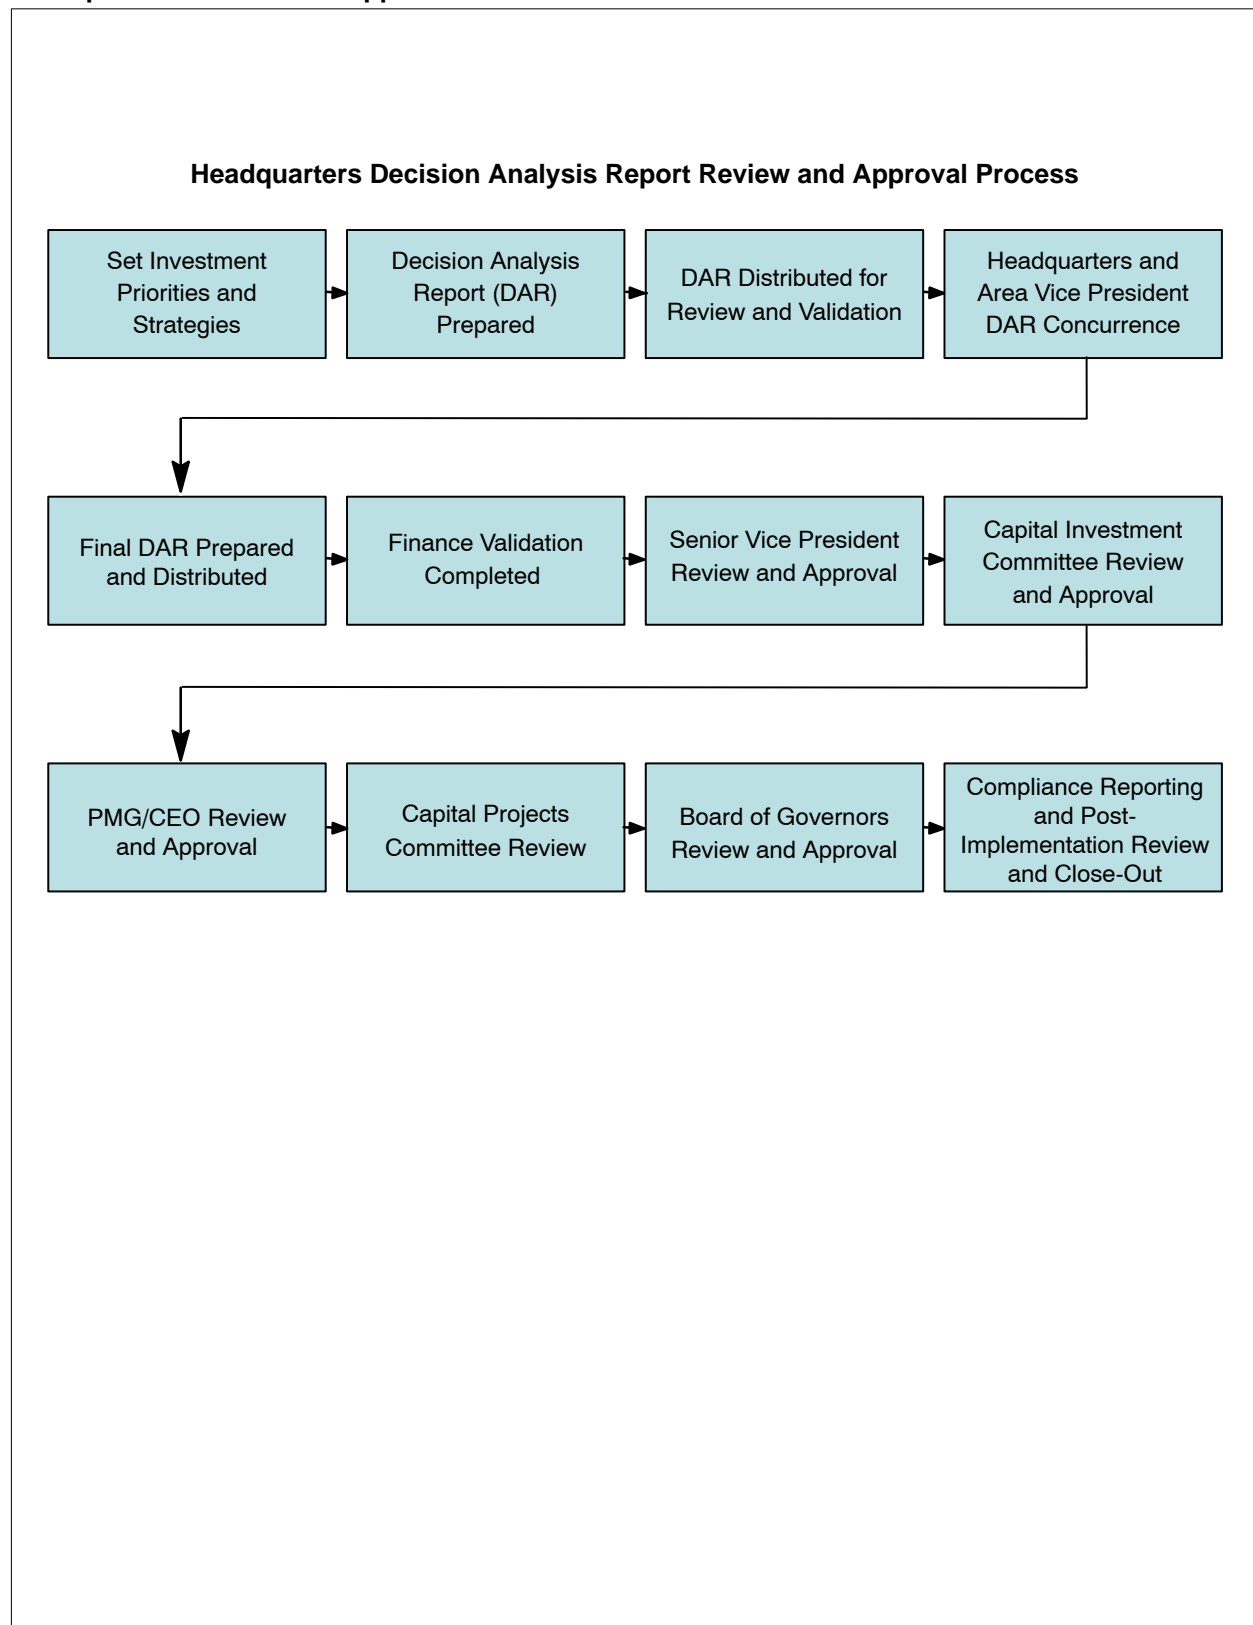 Headquarters Decision Analysis Report Review and Approval Process
Set Investment
Priorities and
Strategies
Decision Analysis
Report (DAR)
Prepared
DAR Distributed for
Review and Validation
Headquarters and
Area Vice President
DAR Concurrence
Final DAR Prepared
and Distributed
Finance Validation
Completed
Senior Vice President
Review and Approval
Capital Investment
Committee Review
and Approval
PMG/CEO Review
and Approval
Capital Projects
Committee Review
Board of Governors
Review and Approval
Compliance Reporting
and Post-
Implementation Review
and Close-Out